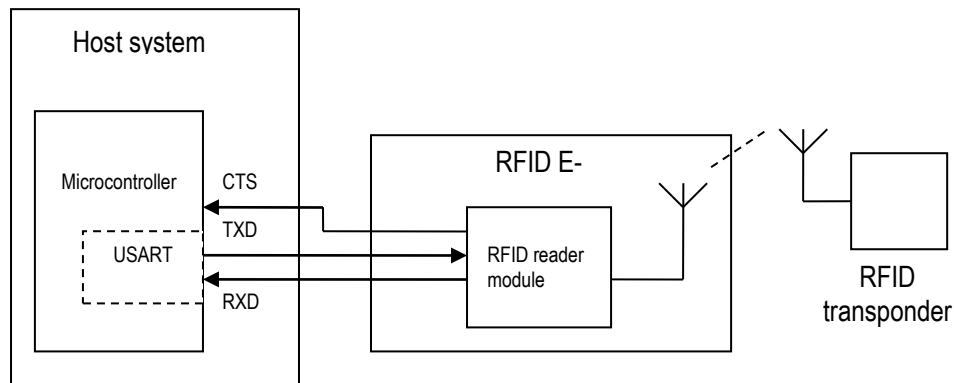 Host system
RFID E-
Microcontroller
CTS
TXD
USART
RFID reader
module
RXD
RFID
transponder